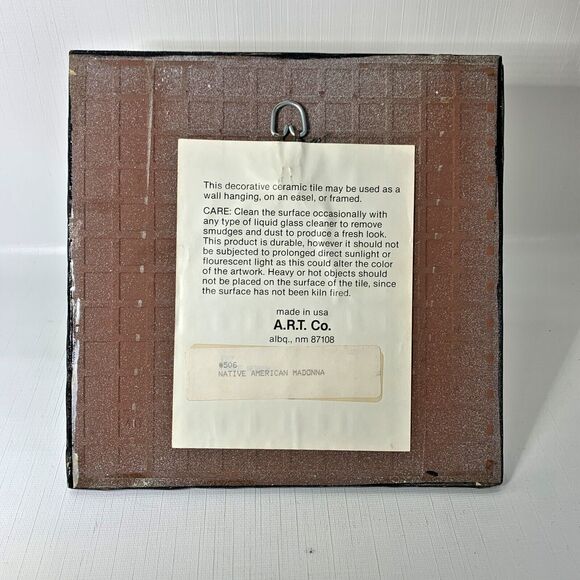 This decorative ceramic tile may be used as a
wall hanging, on an easel, or framed.
CARE: Clean the surface occasionally with
any type of liquid glass cleaner to remove
smudges and dust to produce a fresh look.
This product is durable, however it should not
be subjected to prolonged direct sunlight or
flourescent light as this could alter the color
of the artwork. Heavy or hot objects should
not be placed on the surface of the tile, since
the surface has not been kiln fired.
made in usa
A.R.T. Co.
albq., nm 87108
#506
NATIVE AMERICAN MADONNA